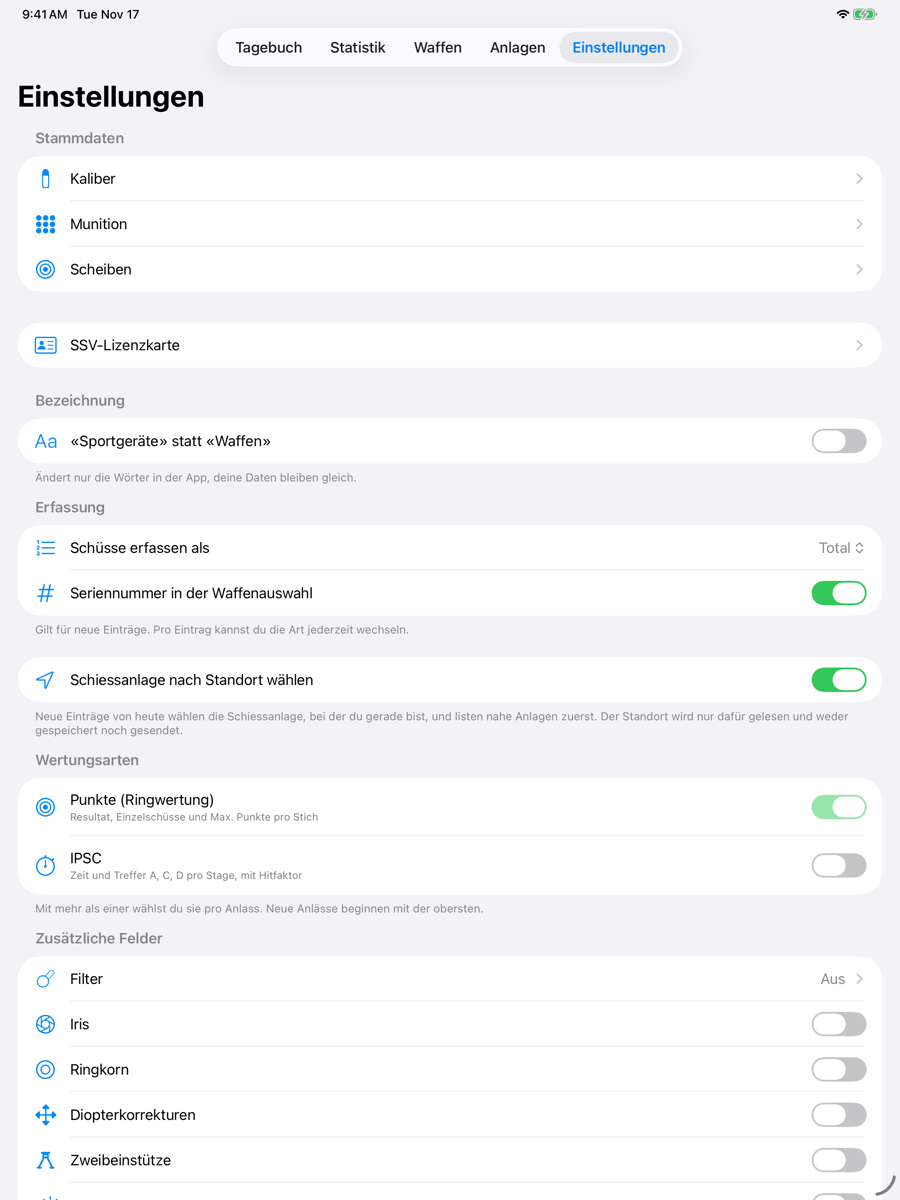 9:41 AM Tue Nov 17
Tagebuch Statistik Waffen Anlagen Einstellungen
Einstellungen
Stammdaten
Kaliber
Munition
Scheiben
SSV-Lizenzkarte
Bezeichnung
Aa «Sportgeräte» statt «Waffen»
Ändert nur die Wörter in der App, deine Daten bleiben gleich.
Erfassung
Schüsse erfassen als Total
Seriennummer in der Waffenauswahl
Gilt für neue Einträge. Pro Eintrag kannst du die Art jederzeit wechseln.
Schiessanlage nach Standort wählen
Neue Einträge von heute wählen die Schiessanlage, bei der du gerade bist, und listen nahe Anlagen zuerst. Der Standort wird nur dafür gelesen und weder
gespeichert noch gesendet.
Wertungsarten
Punkte (Ringwertung)
Resultat, Einzelschüsse und Max. Punkte pro Stich
IPSC
Zeit und Treffer A, C, D pro Stage, mit Hitfaktor
Mit mehr als einer wählst du sie pro Anlass. Neue Anlässe beginnen mit der obersten.
Zusätzliche Felder
Filter Aus
Iris
Ringkorn
Diopterkorrekturen
Zweibeinstütze